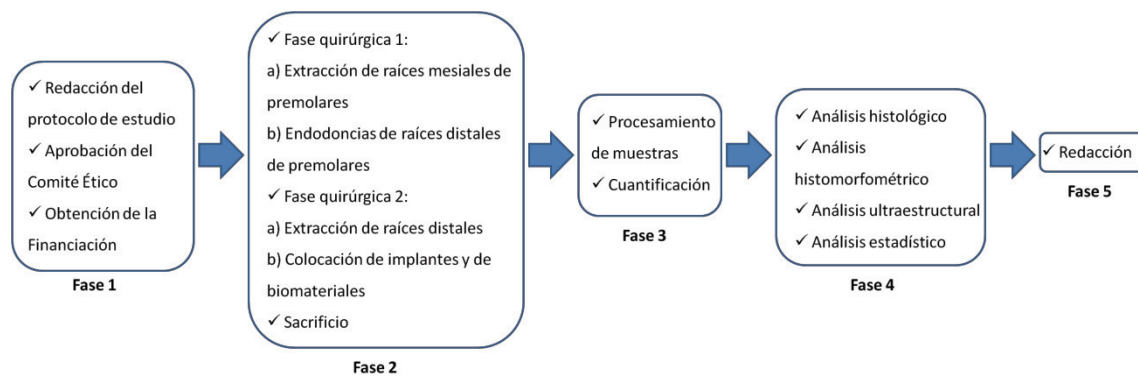 ✓ Redacción del
protocolo de estudio
✓ Aprobación del
Comité Ético
✓ Obtención de la
Financiación
Fase 1
✓ Fase quirúrgica 1:
a) Extracción de raíces mesiales de
premolares
b) Endodoncias de raíces distales
de premolares
✓ Fase quirúrgica 2:
a) Extracción de raíces distales
b) Colocación de implantes y de
biomateriales
✓ Sacrificio
Fase 2
✓ Procesamiento
de muestras
✓ Cuantificación
Fase 3
✓ Análisis histológico
✓ Análisis
histomorfométrico
✓ Análisis ultraestructural
✓ Análisis estadístico
Fase 4
✓ Redacción
Fase 5